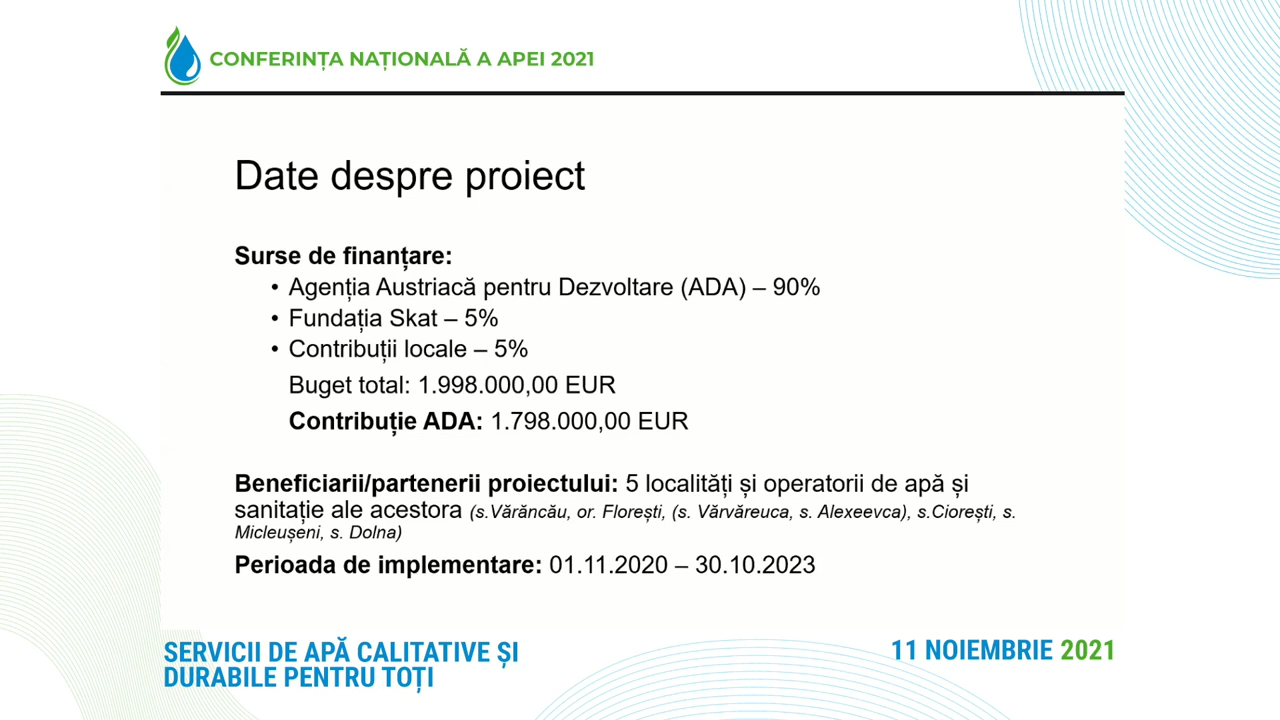 CONFERINȚA NAȚIONALĂ A APEI 2021
Date despre proiect
Surse de finanțare:
• Agenția Austriacă pentru Dezvoltare (ADA) – 90%
• Fundația Skat – 5%
• Contribuții locale – 5%
Buget total: 1.998.000,00 EUR
Contribuție ADA: 1.798.000,00 EUR
Beneficiarii/partenerii proiectului: 5 localități și operatorii de apă și
sanitație ale acestora (s.Vărăncău, or. Florești, (s. Vărvăreuca, s. Alexeevca), s.Ciorești, s.
Micleușeni, s. Dolna)
Perioada de implementare: 01.11.2020 – 30.10.2023
SERVICII DE APĂ CALITATIVE ȘI
DURABILE PENTRU TOȚI
11 NOIEMBRIE 2021